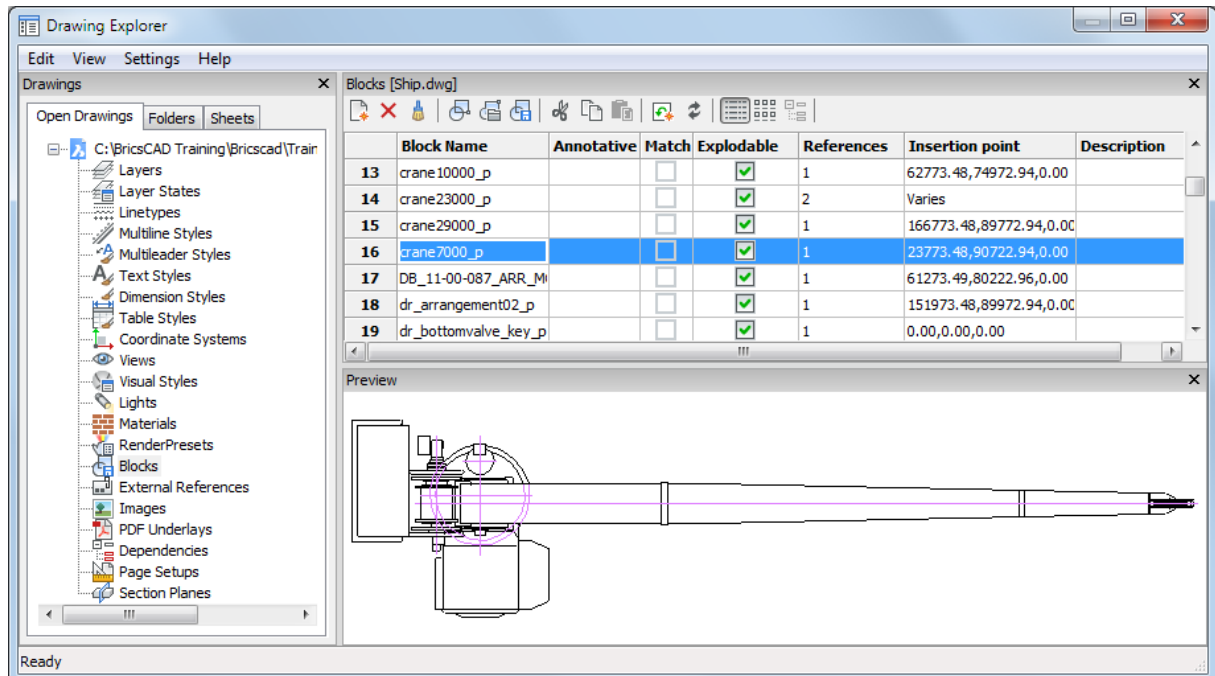 Drawing Explorer
Edit View Settings Help
Drawings
Open Drawings Folders Sheets
C:\BricsCAD Training\Bricscad\Train
Layers
Layer States
Linetypes
Multiline Styles
Multileader Styles
Text Styles
Dimension Styles
Table Styles
Coordinate Systems
Views
Visual Styles
Lights
Materials
RenderPresets
Blocks
External References
Images
PDF Underlays
Dependencies
Page Setups
Section Planes
Blocks [Ship.dwg]
Block Name Annotative Match Explodable References Insertion point Description
13 crane10000_p 1 62773.48,74972.94,0.00
14 crane23000_p 2 Varies
15 crane29000_p 1 166773.48,89772.94,0.00
16 crane7000_p 1 23773.48,90722.94,0.00
17 DB_11-00-087_ARR_M 1 61273.49,80222.96,0.00
18 dr_arrangement02_p 1 151973.48,89972.94,0.00
19 dr_bottomvalve_key_p 1 0.00,0.00,0.00
Preview
Ready